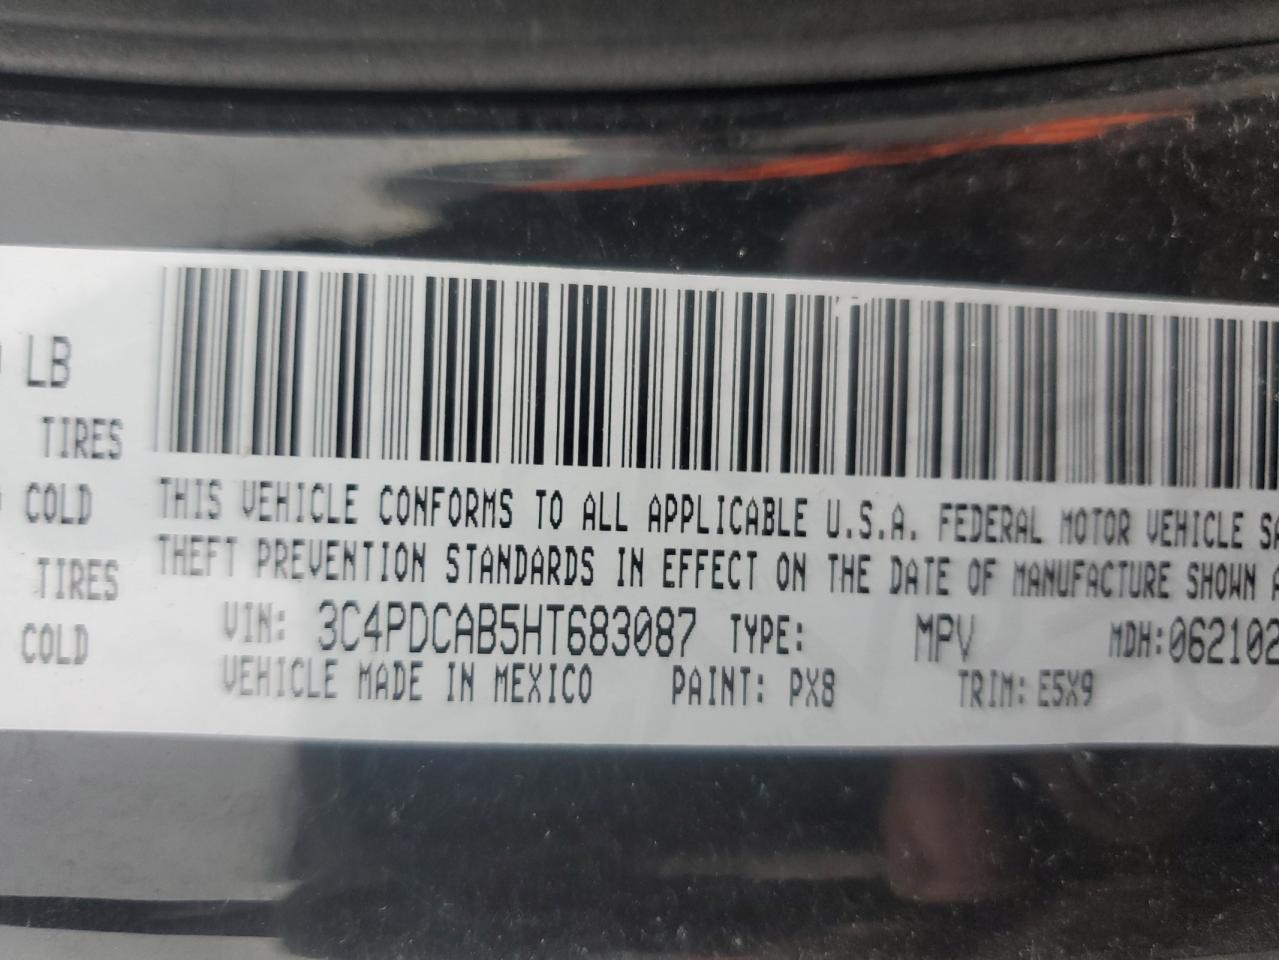 LB
TIRES
COLD
TIRES
COLD
THIS VEHICLE CONFORMS TO ALL APPLICABLE U.S.A. FEDERAL MOTOR VEHICLE
THEFT PREVENTION STANDARDS IN EFFECT ON THE DATE OF MANUFACTURE SHOWN
VIN: 3C4PDCAB5HT683087 TYPE: MPV MDH:062102
VEHICLE MADE IN MEXICO PAINT: PX8 TRIM: E5X9